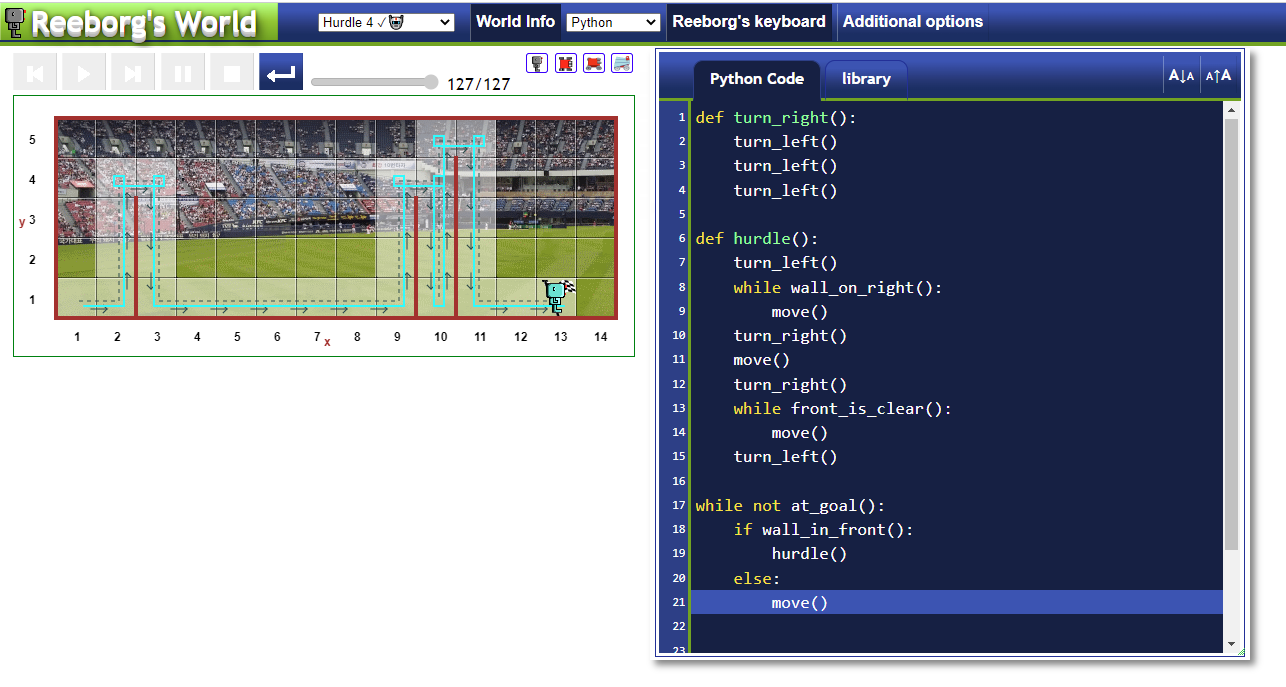 Reeborg's World
Hurdle 4 ✓
World Info
Python
Reeborg's keyboard
Additional options
127/127
Python Code
library
A↓A
A↑A
5
4
y 3
2
1
1 2 3 4 5 6 7 x 8 9 10 11 12 13 14
1 def turn_right():
2 turn_left()
3 turn_left()
4 turn_left()
5
6 def hurdle():
7 turn_left()
8 while wall_on_right():
9 move()
10 turn_right()
11 move()
12 turn_right()
13 while front_is_clear():
14 move()
15 turn_left()
16
17 while not at_goal():
18 if wall_in_front():
19 hurdle()
20 else:
21 move()
22
23